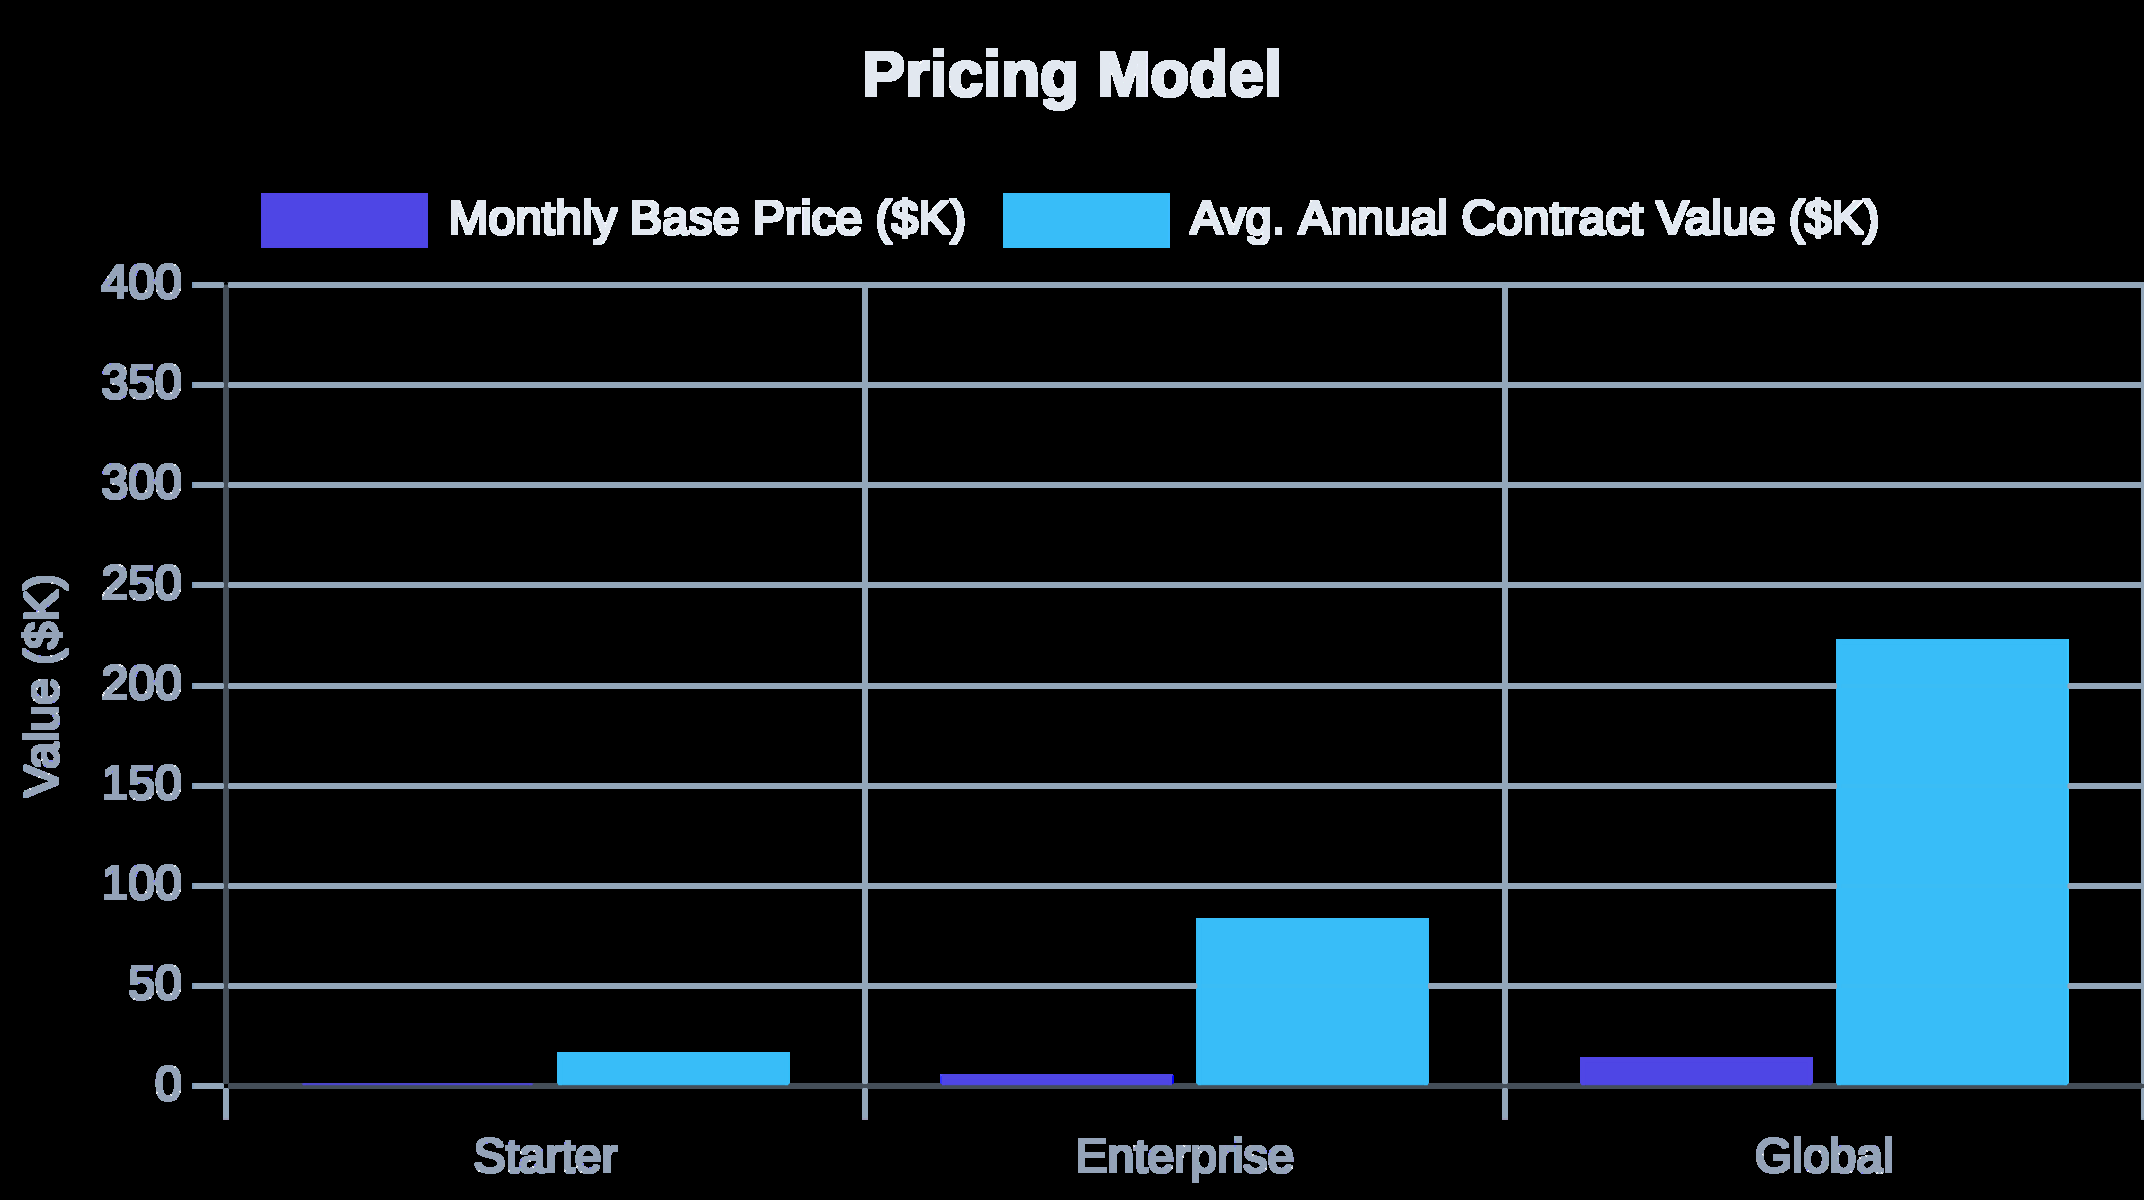 Pricing Model
Monthly Base Price ($K)
Avg. Annual Contract Value ($K)
400
350
300
250
200
150
100
50
0
Value ($K)
Starter
Enterprise
Global